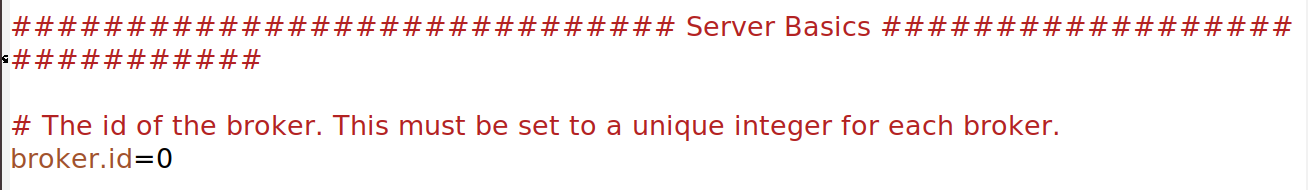 ############################# Server Basics ##################
###########
# The id of the broker. This must be set to a unique integer for each broker.
broker.id=0